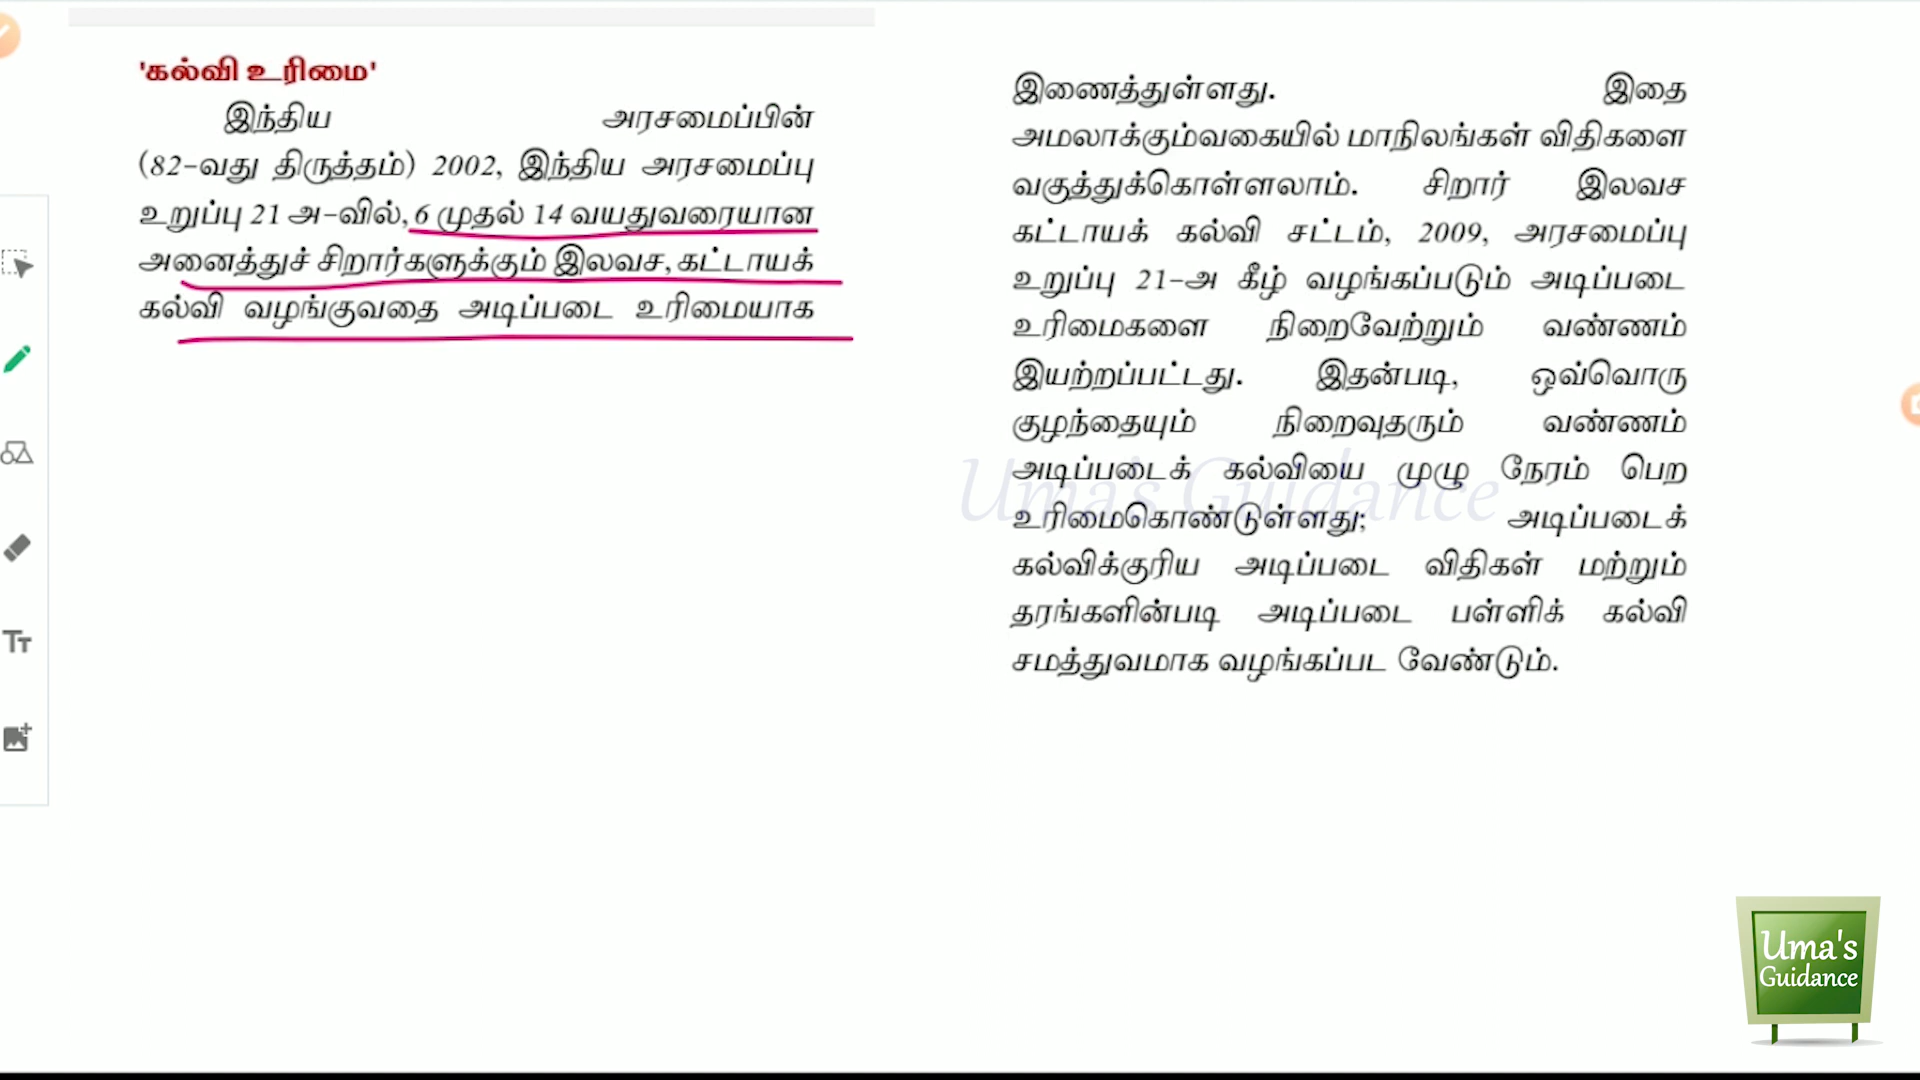 'கல்வி உரிமை'
இந்திய அரசமைப்பின்
(82-வது திருத்தம்) 2002, இந்திய அரசமைப்பு
உறுப்பு 21 அ-வில், 6 முதல் 14 வயதுவரையான
அனைத்துச் சிறார்களுக்கும் இலவச, கட்டாயக்
கல்வி வழங்குவதை அடிப்படை உரிமையாக
இணைத்துள்ளது. இதை
அமலாக்கும்வகையில் மாநிலங்கள் விதிகளை
வகுத்துக்கொள்ளலாம். சிறார் இலவச
கட்டாயக் கல்வி சட்டம், 2009, அரசமைப்பு
உறுப்பு 21-அ கீழ் வழங்கப்படும் அடிப்படை
உரிமைகளை நிறைவேற்றும் வண்ணம்
இயற்றப்பட்டது. இதன்படி, ஒவ்வொரு
குழந்தையும் நிறைவுதரும் வண்ணம்
அடிப்படைக் கல்வியை முழு நேரம் பெற
உரிமைகொண்டுள்ளது; அடிப்படைக்
கல்விக்குரிய அடிப்படை விதிகள் மற்றும்
தரங்களின்படி அடிப்படை பள்ளிக் கல்வி
சமத்துவமாக வழங்கப்பட வேண்டும்.
Uma's Guidance
TT
Uma's
Guidance